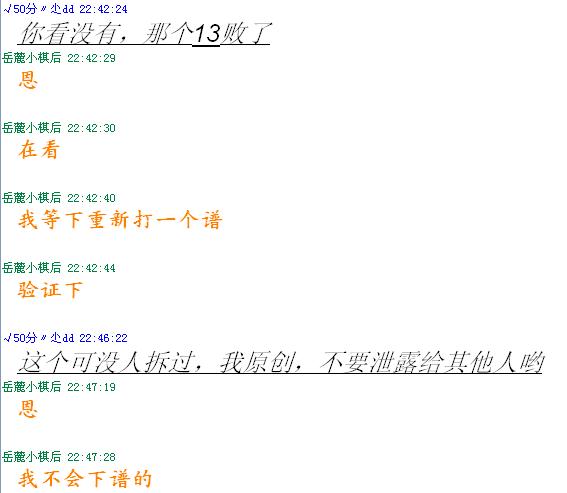 √50分〃尘dd 22:42:24
你看没有，那个13败了
岳麓小棋后 22:42:29
恩
岳麓小棋后 22:42:30
在看
岳麓小棋后 22:42:40
我等下重新打一个谱
岳麓小棋后 22:42:44
验证下
√50分〃尘dd 22:46:22
这个可没人拆过，我原创，不要泄露给其他人哟
岳麓小棋后 22:47:19
恩
岳麓小棋后 22:47:28
我不会下谱的